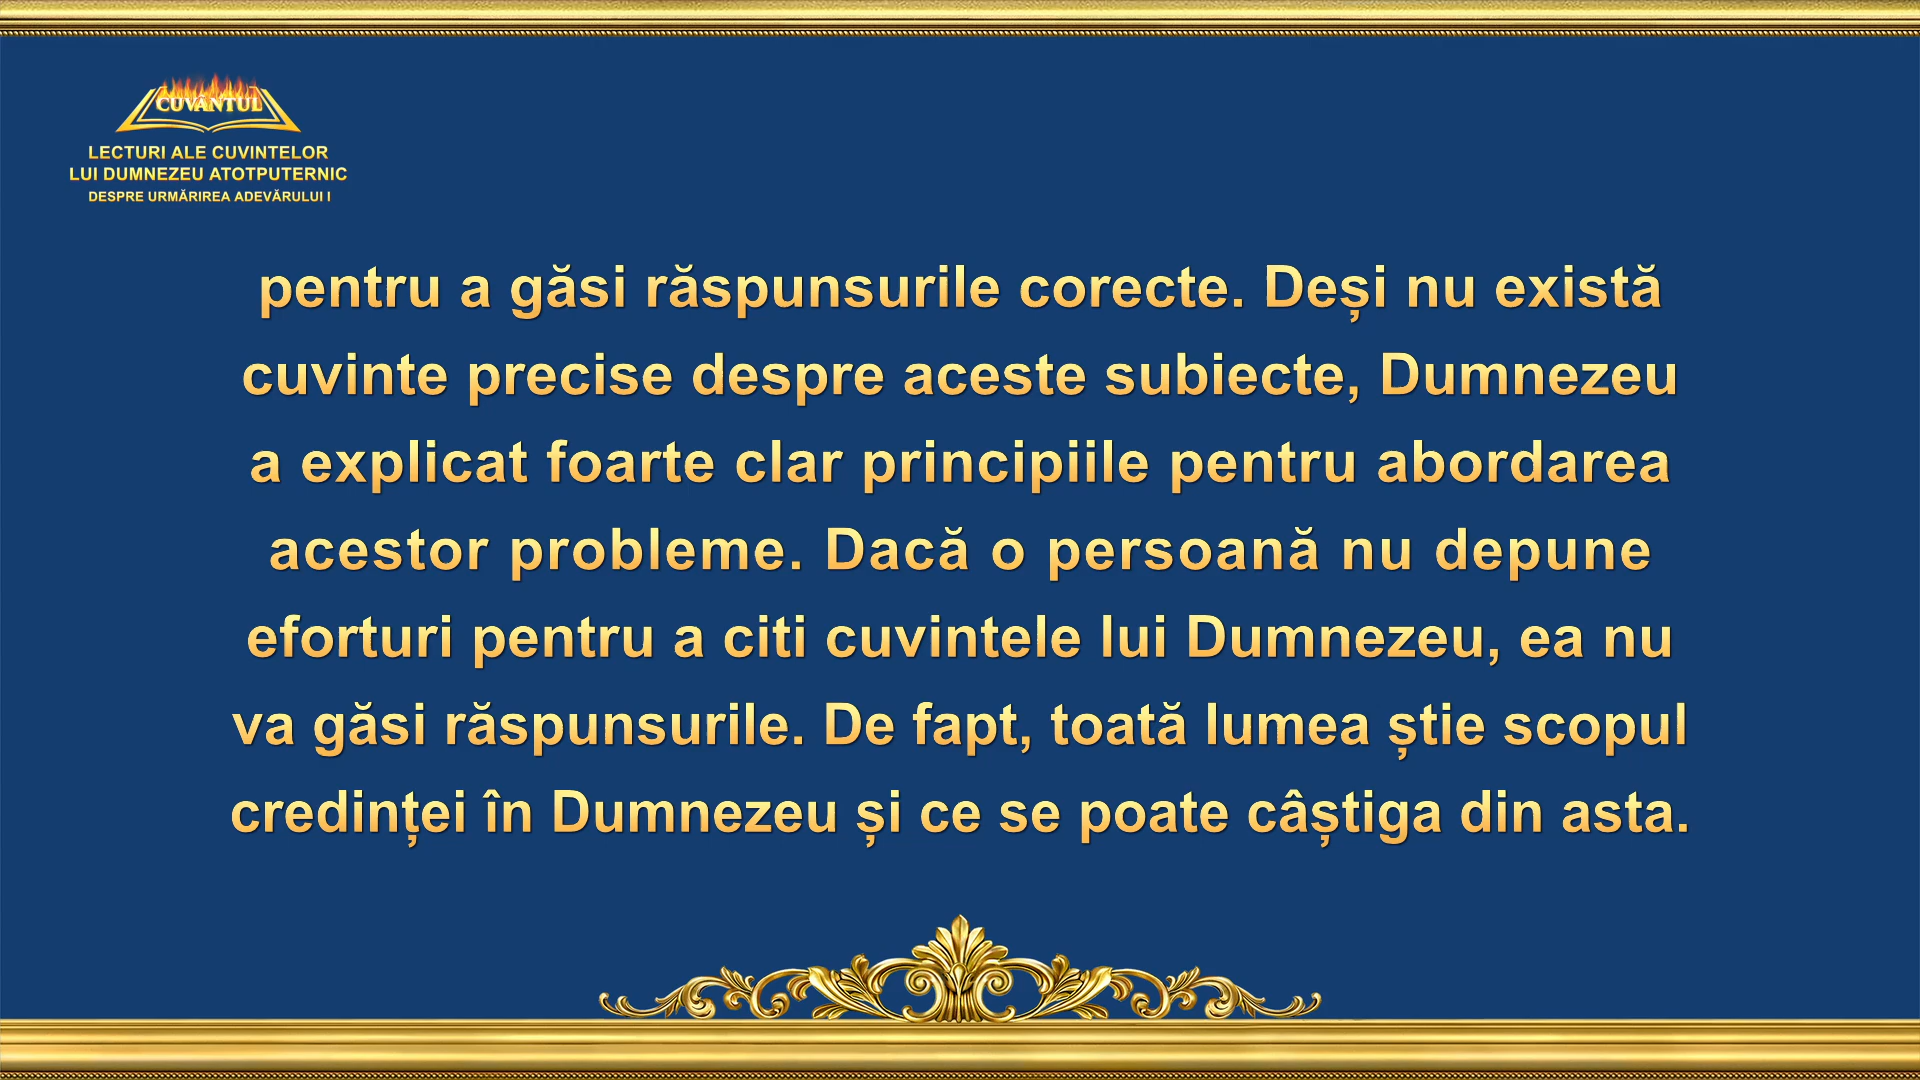 CUVÂNTUL
LECTURI ALE CUVINTELOR
LUI DUMNEZEU ATOTPUTERNIC
DESPRE URMĂRIREA ADEVĂRULUI I
pentru a găsi răspunsurile corecte. Deși nu există
cuvinte precise despre aceste subiecte, Dumnezeu
a explicat foarte clar principiile pentru abordarea
acestor probleme. Dacă o persoană nu depune
eforturi pentru a citi cuvintele lui Dumnezeu, ea nu
va găsi răspunsurile. De fapt, toată lumea știe scopul
credinței în Dumnezeu și ce se poate câștiga din asta.